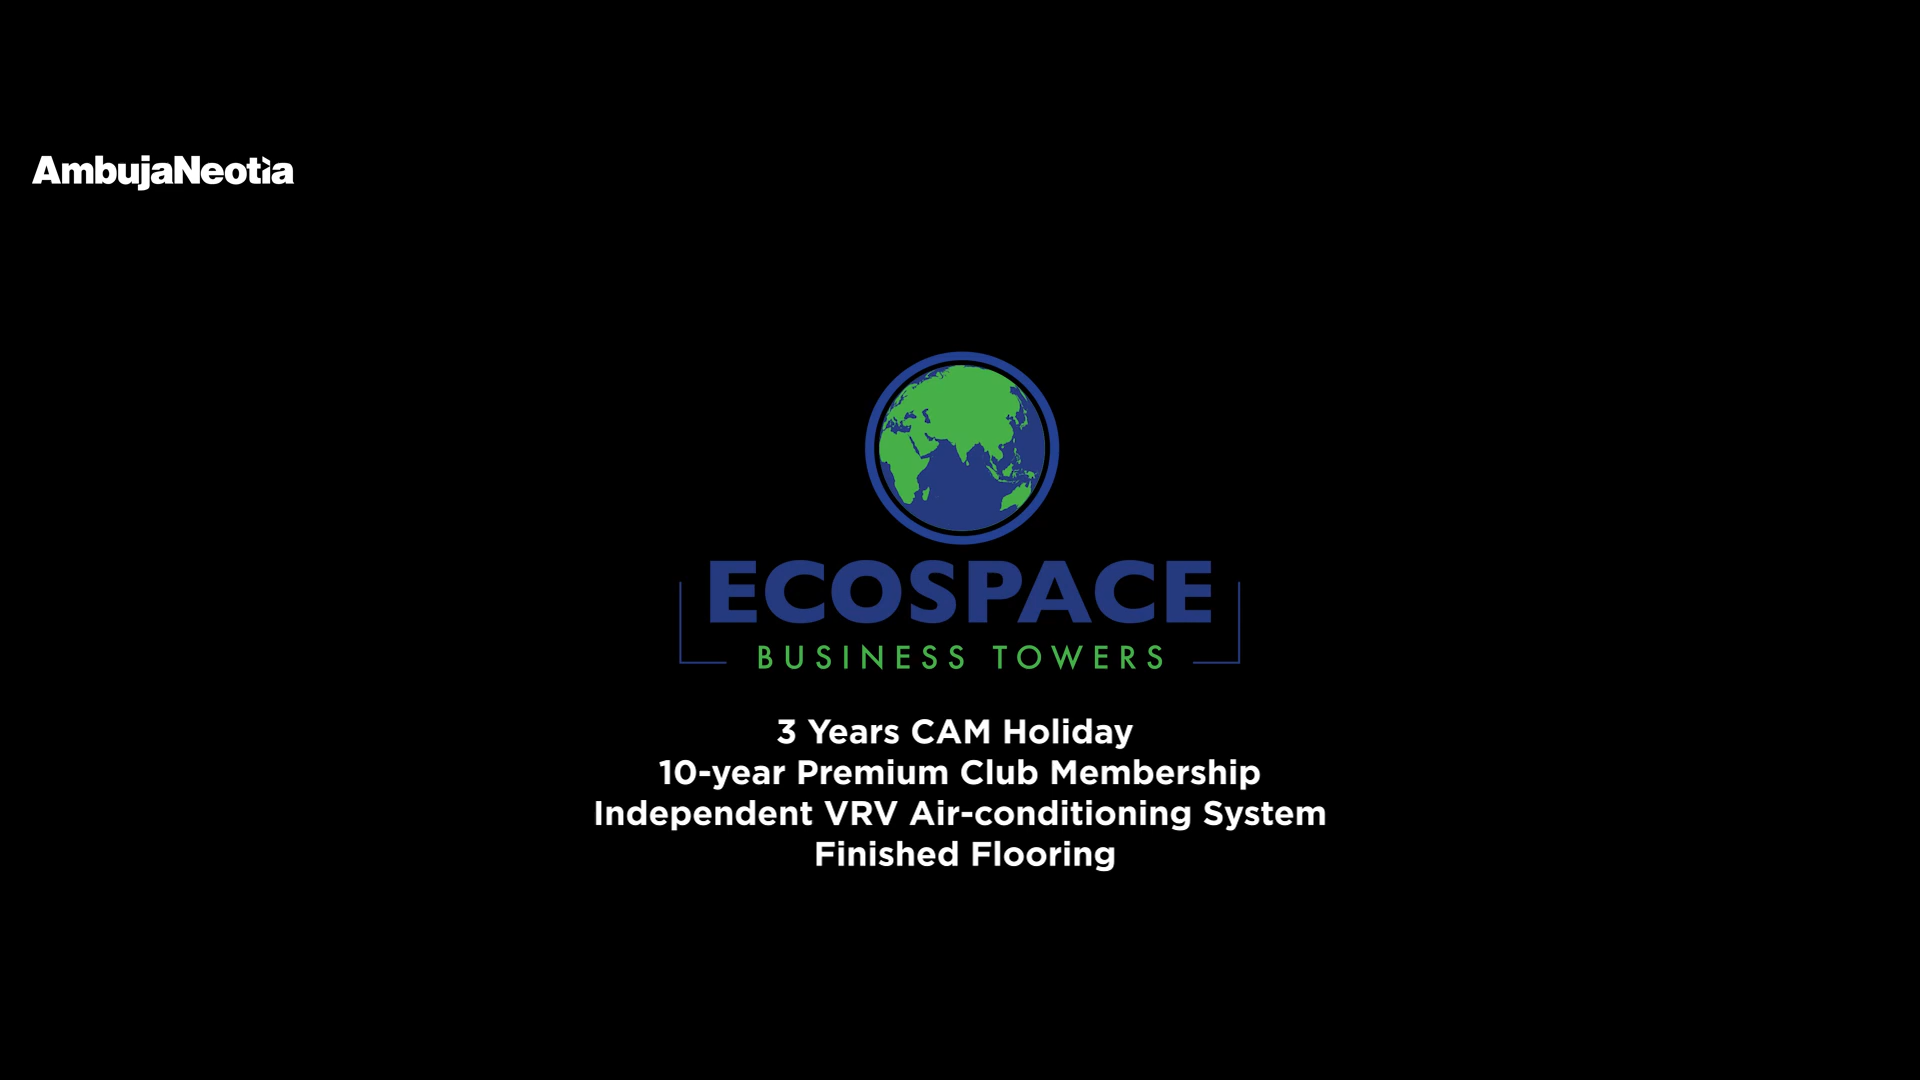 AmbujaNeotia
ECOSPACE
BUSINESS TOWERS
3 Years CAM Holiday
10-year Premium Club Membership
Independent VRV Air-conditioning System
Finished Flooring